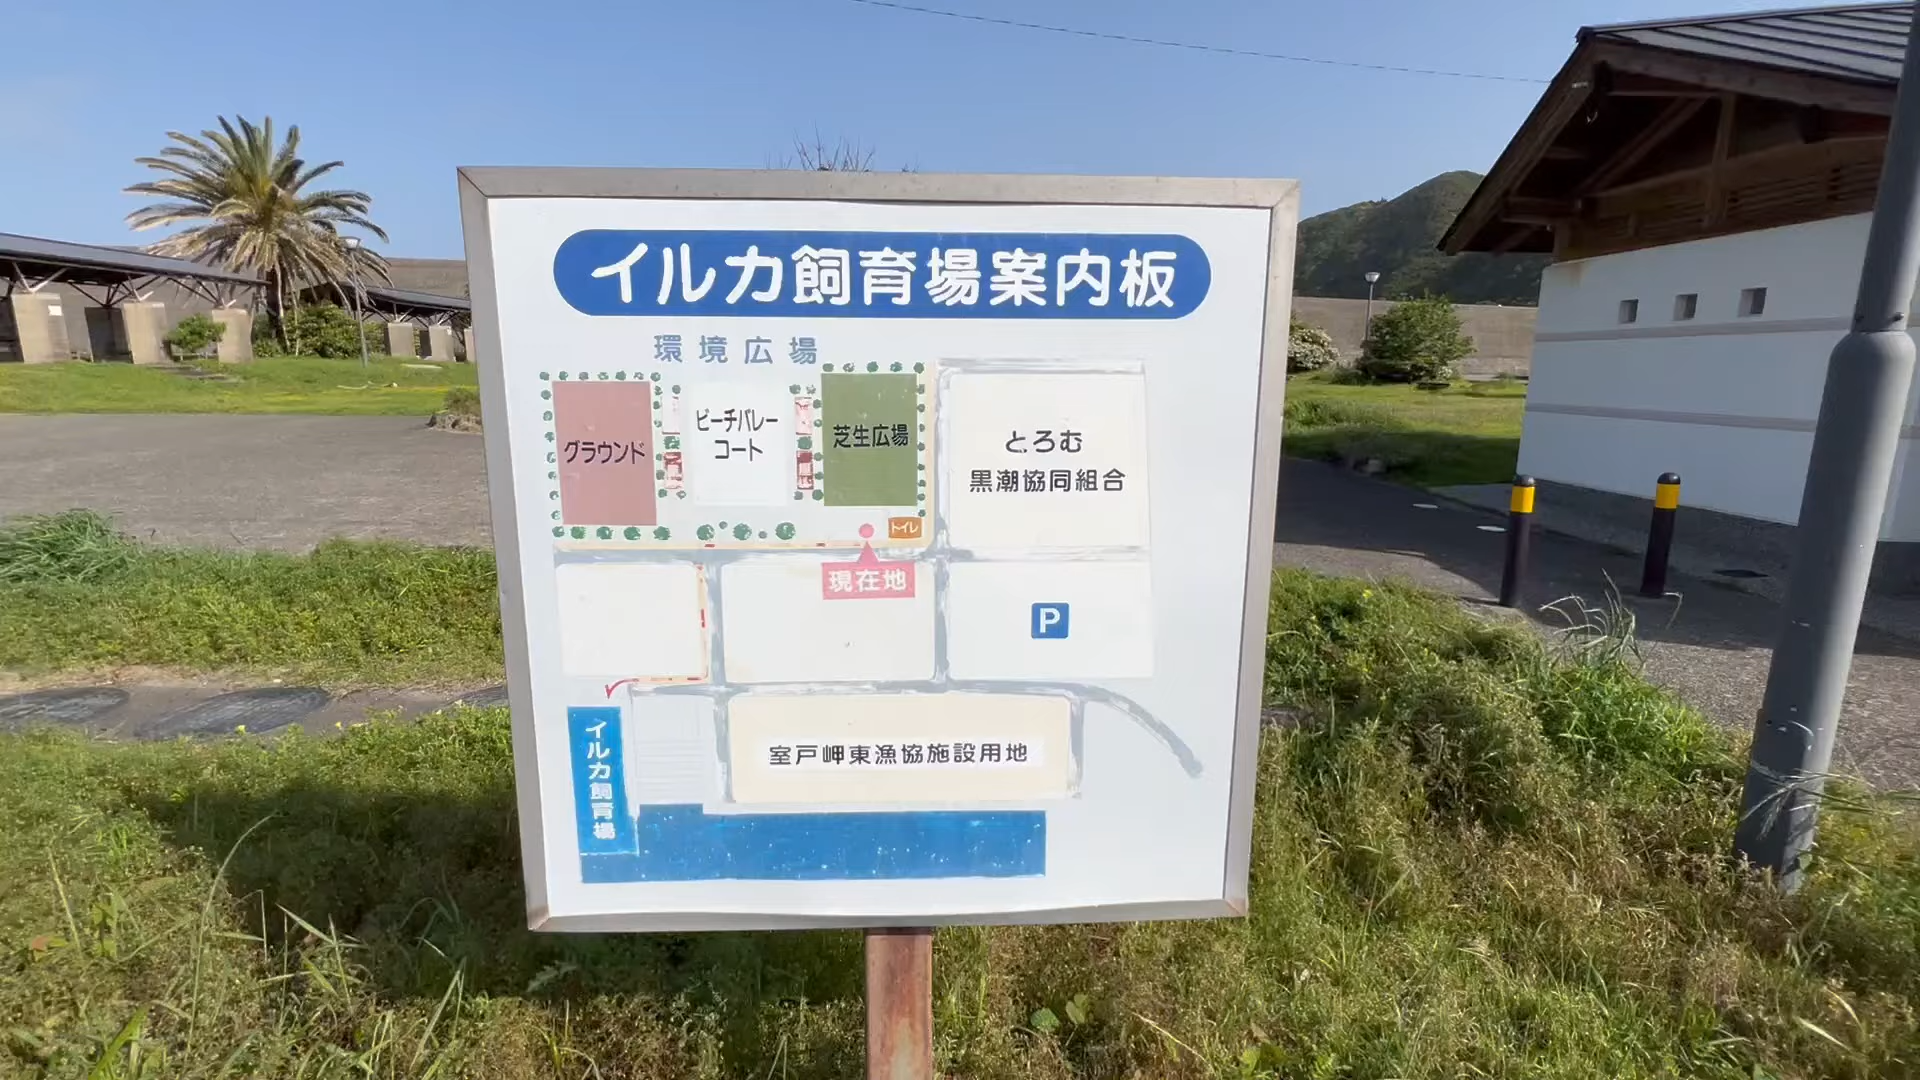 イルカ飼育場案内板
環境広場
グラウンド
ビーチバレー
コート
芝生広場
トイレ
現在地
とろむ
黒潮協同組合
P
室戸岬東漁協施設用地
イルカ飼育場